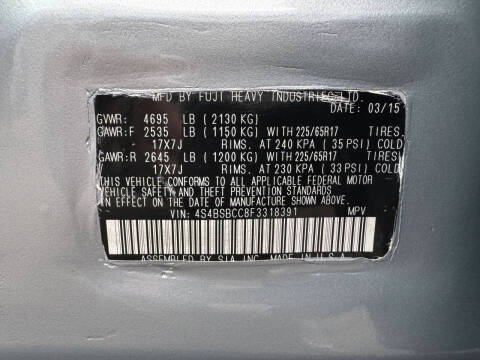 MFD BY FUJI HEAVY INDUSTRIES LTD.
DATE: 03/15
GVWR: 4695 LB (2130 KG)
GAWR:F 2535 LB (1150 KG) WITH 225/65R17 TIRES,
17X7J RIMS, AT 240 KPA (35 PSI) COLD
GAWR:R 2645 LB (1200 KG) WITH 225/65R17 TIRES,
17X7J RIMS, AT 230 KPA (33 PSI) COLD
THIS VEHICLE CONFORMS TO ALL APPLICABLE FEDERAL MOTOR
VEHICLE SAFETY AND THEFT PREVENTION STANDARDS
IN EFFECT ON THE DATE OF MANUFACTURE SHOWN ABOVE.
VIN: 4S4BSBCC8F3318391 MPV
ASSEMBLED BY SIA, INC. MADE IN U.S.A.